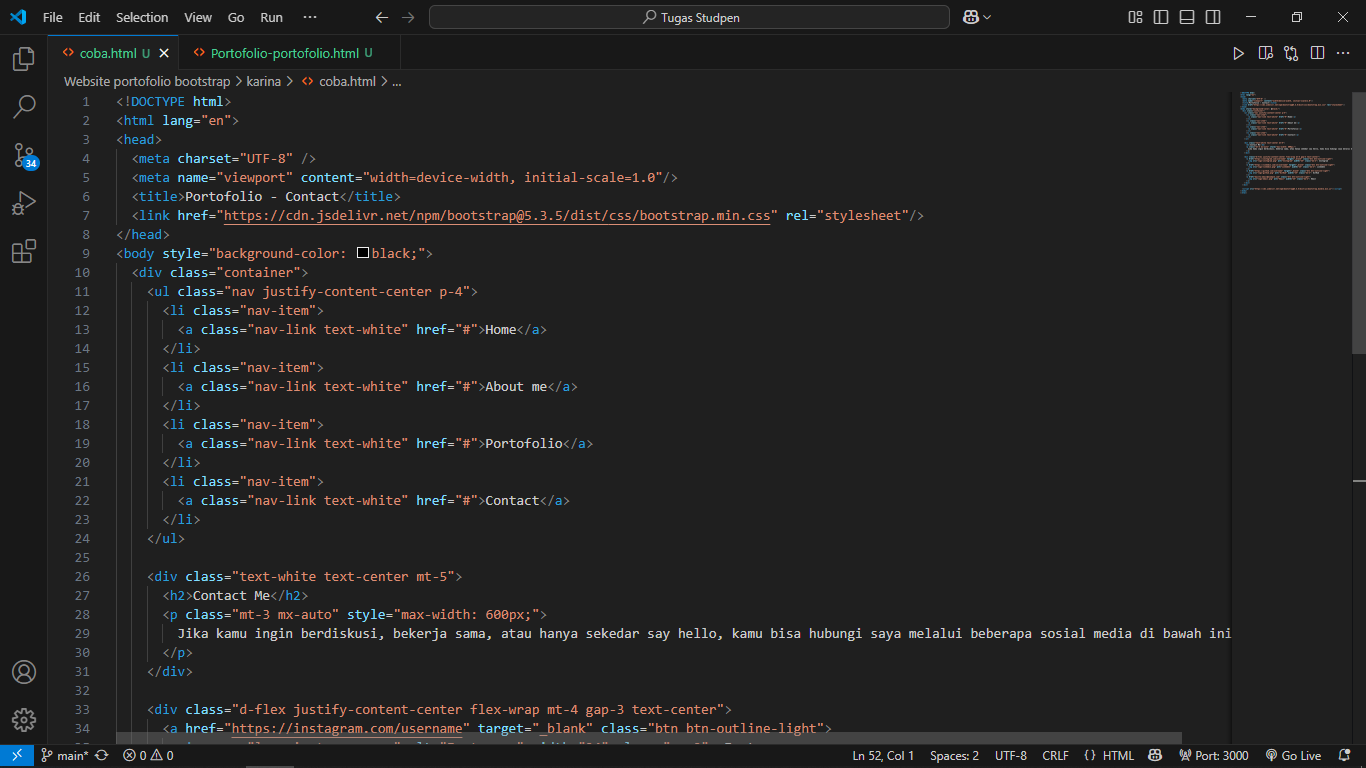 File Edit Selection View Go Run ··· Tugas Studpen
coba.html U Portofolio-portofolio.html U
Website portofolio bootstrap > karina > coba.html > ...
1 <!DOCTYPE html>
2 <html lang="en">
3 <head>
4 <meta charset="UTF-8" />
5 <meta name="viewport" content="width=device-width, initial-scale=1.0"/>
6 <title>Portofolio - Contact</title>
7 <link href="https://cdn.jsdelivr.net/npm/bootstrap@5.3.5/dist/css/bootstrap.min.css" rel="stylesheet"/>
8 </head>
9 <body style="background-color: black;">
10 <div class="container">
11 <ul class="nav justify-content-center p-4">
12 <li class="nav-item">
13 <a class="nav-link text-white" href="#">Home</a>
14 </li>
15 <li class="nav-item">
16 <a class="nav-link text-white" href="#">About me</a>
17 </li>
18 <li class="nav-item">
19 <a class="nav-link text-white" href="#">Portofolio</a>
20 </li>
21 <li class="nav-item">
22 <a class="nav-link text-white" href="#">Contact</a>
23 </li>
24 </ul>
25
26 <div class="text-white text-center mt-5">
27 <h2>Contact Me</h2>
28 <p class="mt-3 mx-auto" style="max-width: 600px;">
29 Jika kamu ingin berdiskusi, bekerja sama, atau hanya sekedar say hello, kamu bisa hubungi saya melalui beberapa sosial media di bawah ini
30 </p>
31 </div>
32
33 <div class="d-flex justify-content-center flex-wrap mt-4 gap-3 text-center">
34 <a href="https://instagram.com/username" target="_blank" class="btn btn-outline-light">
34
main* 0 0 Ln 52, Col 1 Spaces: 2 UTF-8 CRLF {} HTML Port: 3000 Go Live